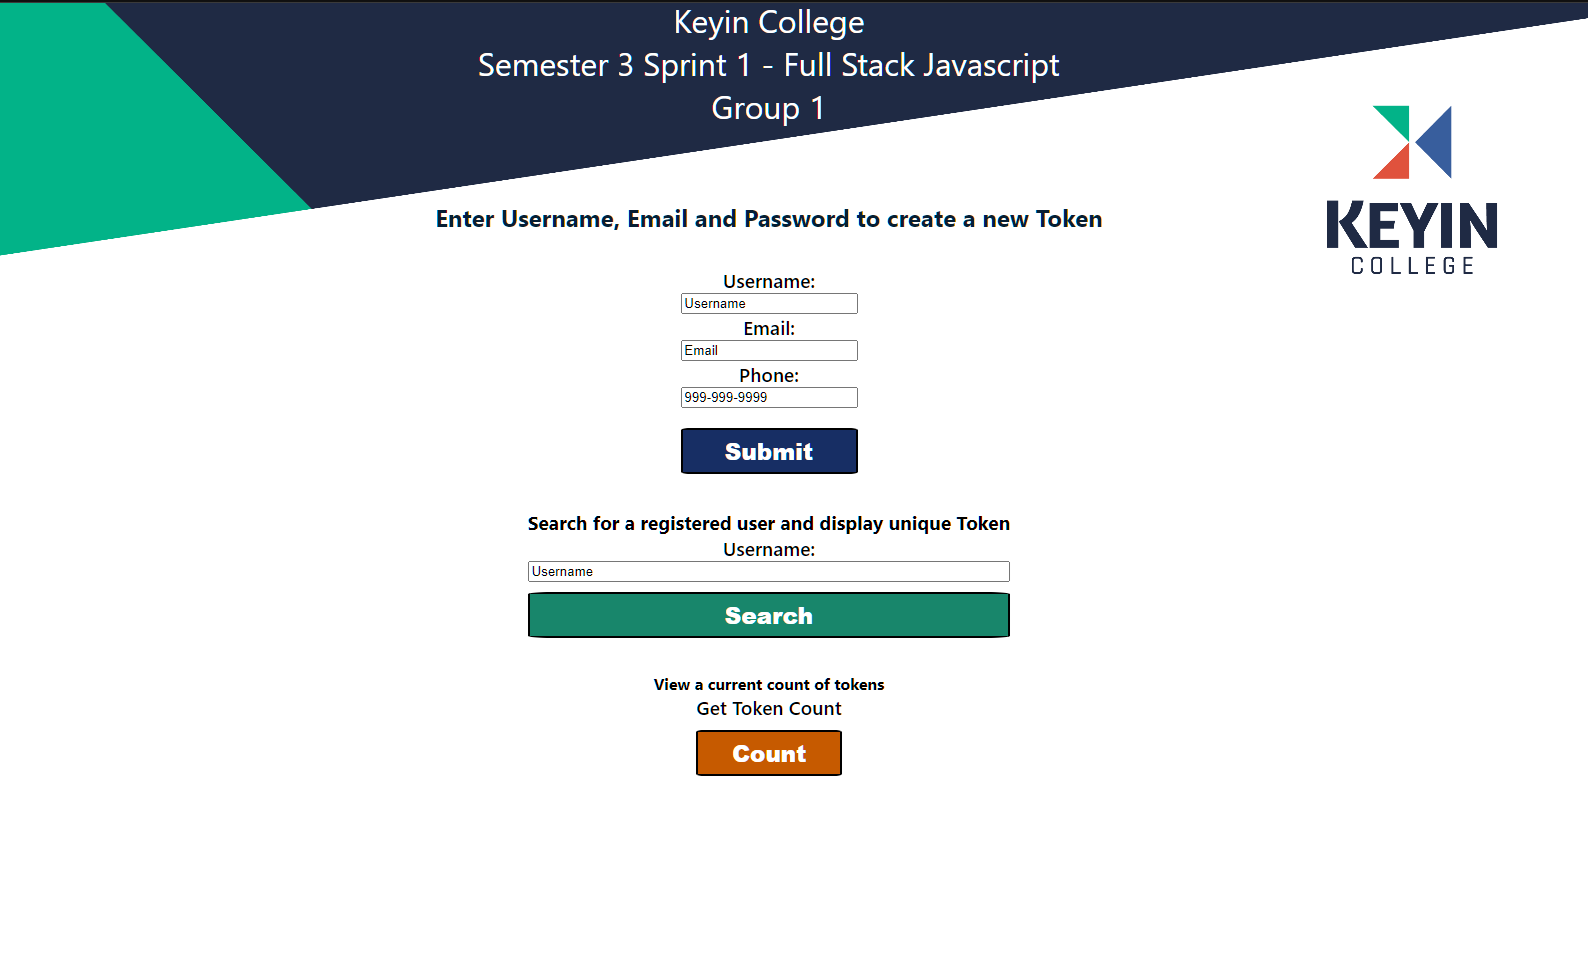 Keyin College
Semester 3 Sprint 1 - Full Stack Javascript
Group 1
KEYIN
COLLEGE
Enter Username, Email and Password to create a new Token
Username:
Username
Email:
Email
Phone:
999-999-9999
Submit
Search for a registered user and display unique Token
Username:
Username
Search
View a current count of tokens
Get Token Count
Count